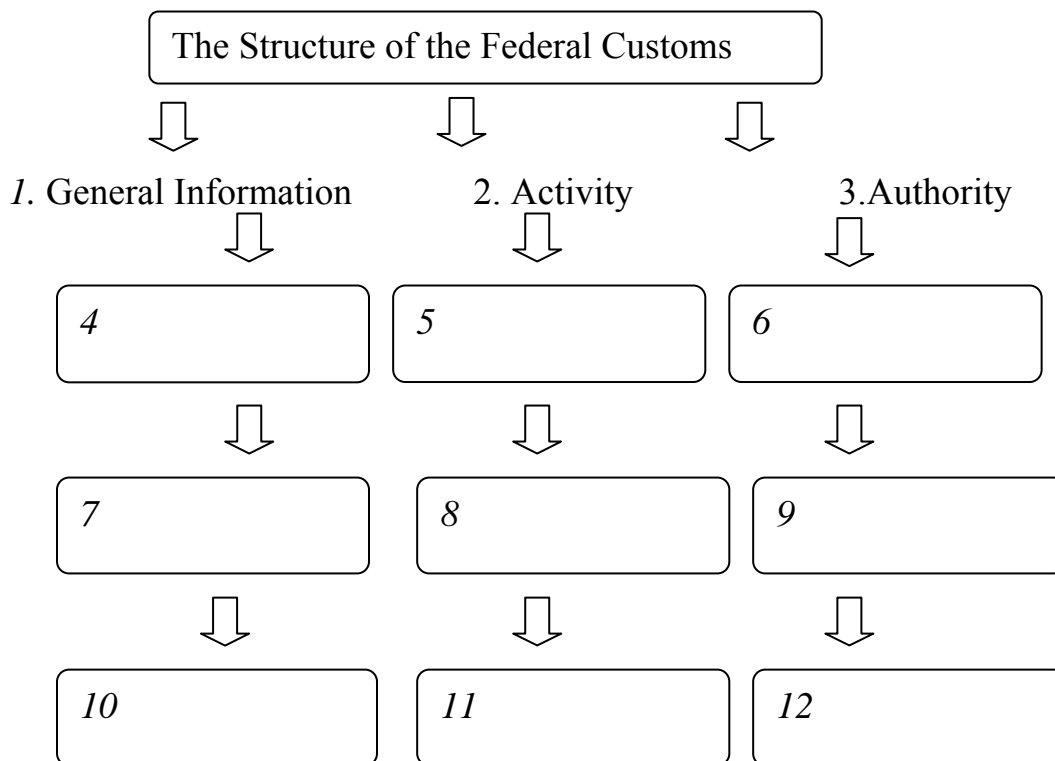 The Structure of the Federal Customs
1. General Information
2. Activity
3.Authority
4
5
6
7
8
9
10
11
12